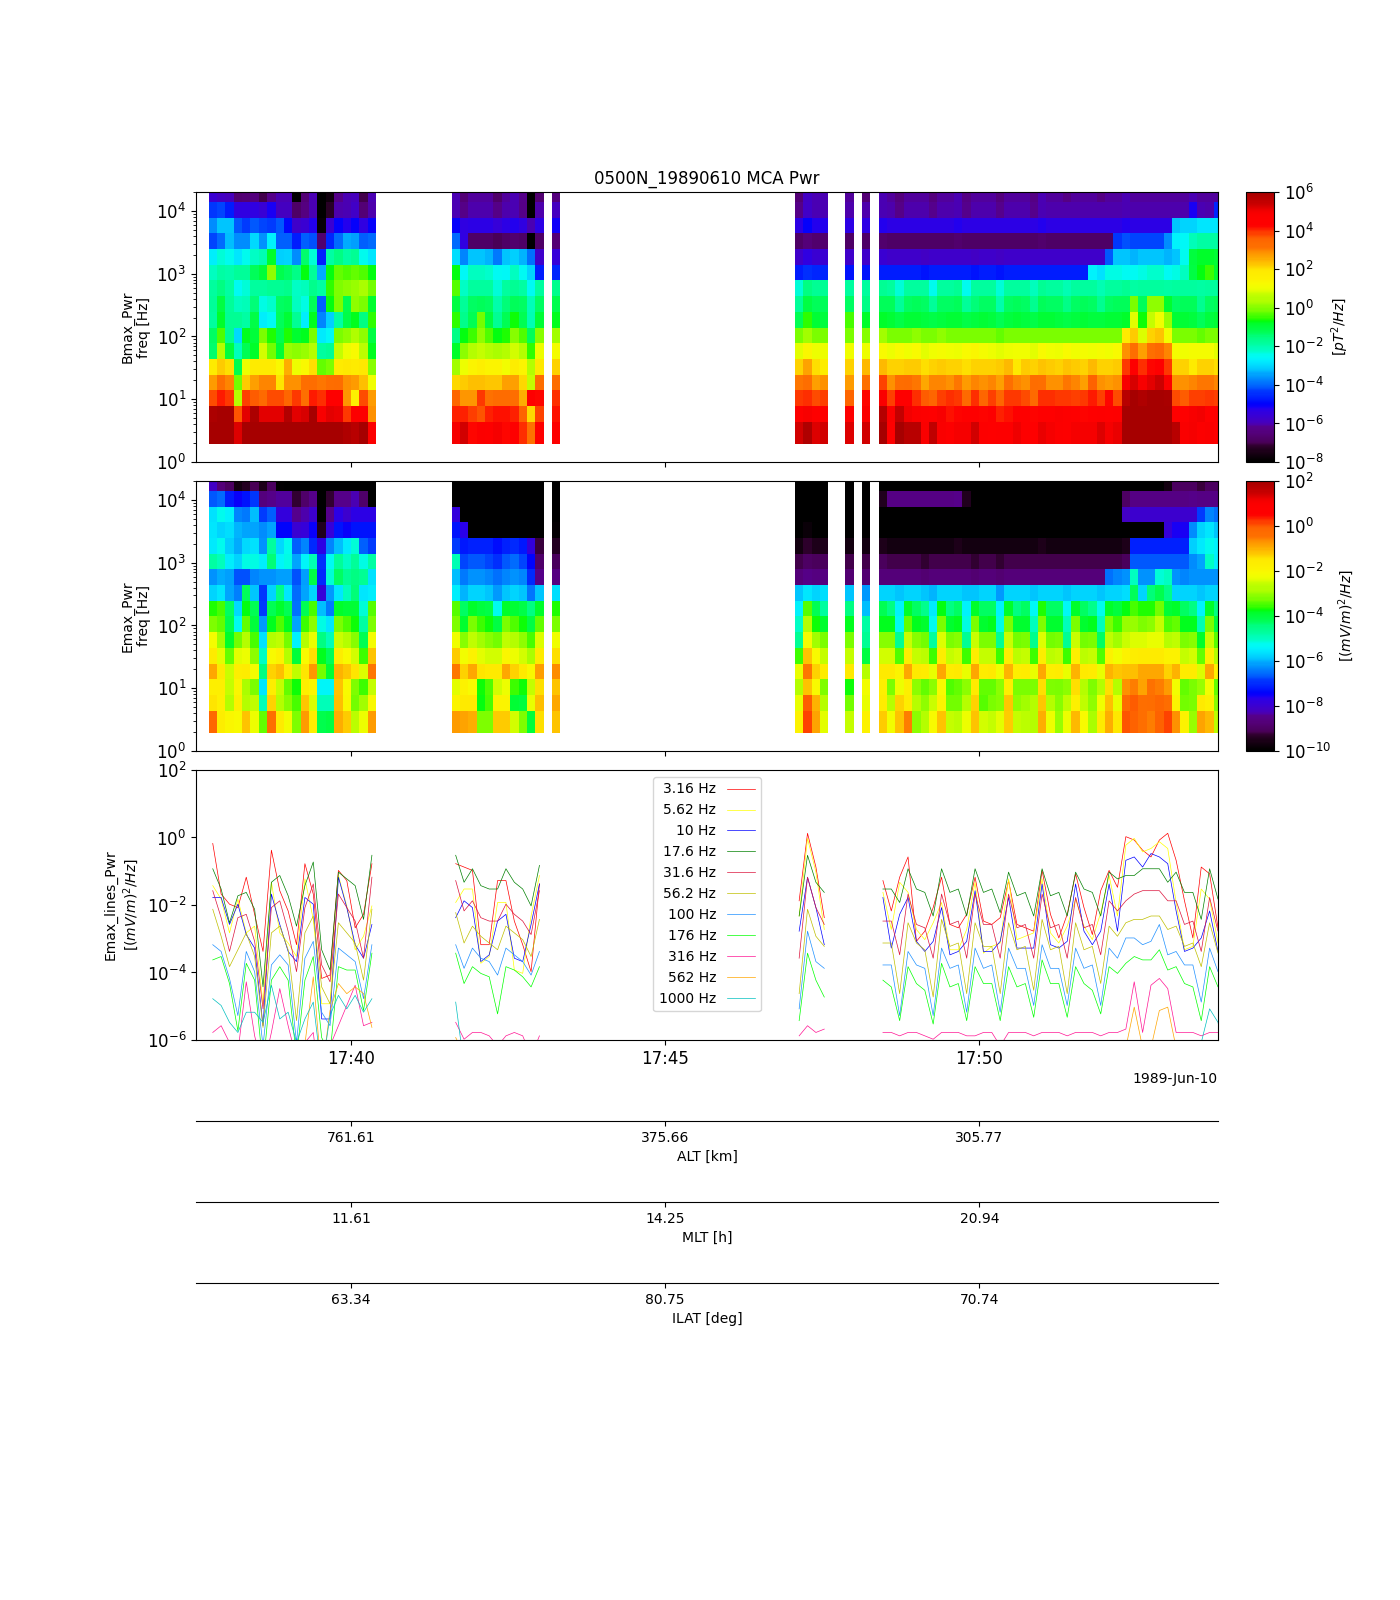 0500N_19890610 MCA Pwr
Bmax_Pwr
freq [Hz]
10^4
10^3
10^2
10^1
10^0
10^6
10^4
10^2
10^0
10^−2
10^−4
10^−6
10^−8
[pT^2/Hz]
Emax_Pwr
freq [Hz]
10^4
10^3
10^2
10^1
10^0
10^2
10^0
10^−2
10^−4
10^−6
10^−8
10^−10
[(mV/m)^2/Hz]
Emax_lines_Pwr
[(mV/m)^2/Hz]
10^2
10^0
10^−2
10^−4
10^−6
3.16 Hz
5.62 Hz
10 Hz
17.6 Hz
31.6 Hz
56.2 Hz
100 Hz
176 Hz
316 Hz
562 Hz
1000 Hz
17:40 17:45 17:50
1989-Jun-10
761.61 375.66 305.77
ALT [km]
11.61 14.25 20.94
MLT [h]
63.34 80.75 70.74
ILAT [deg]